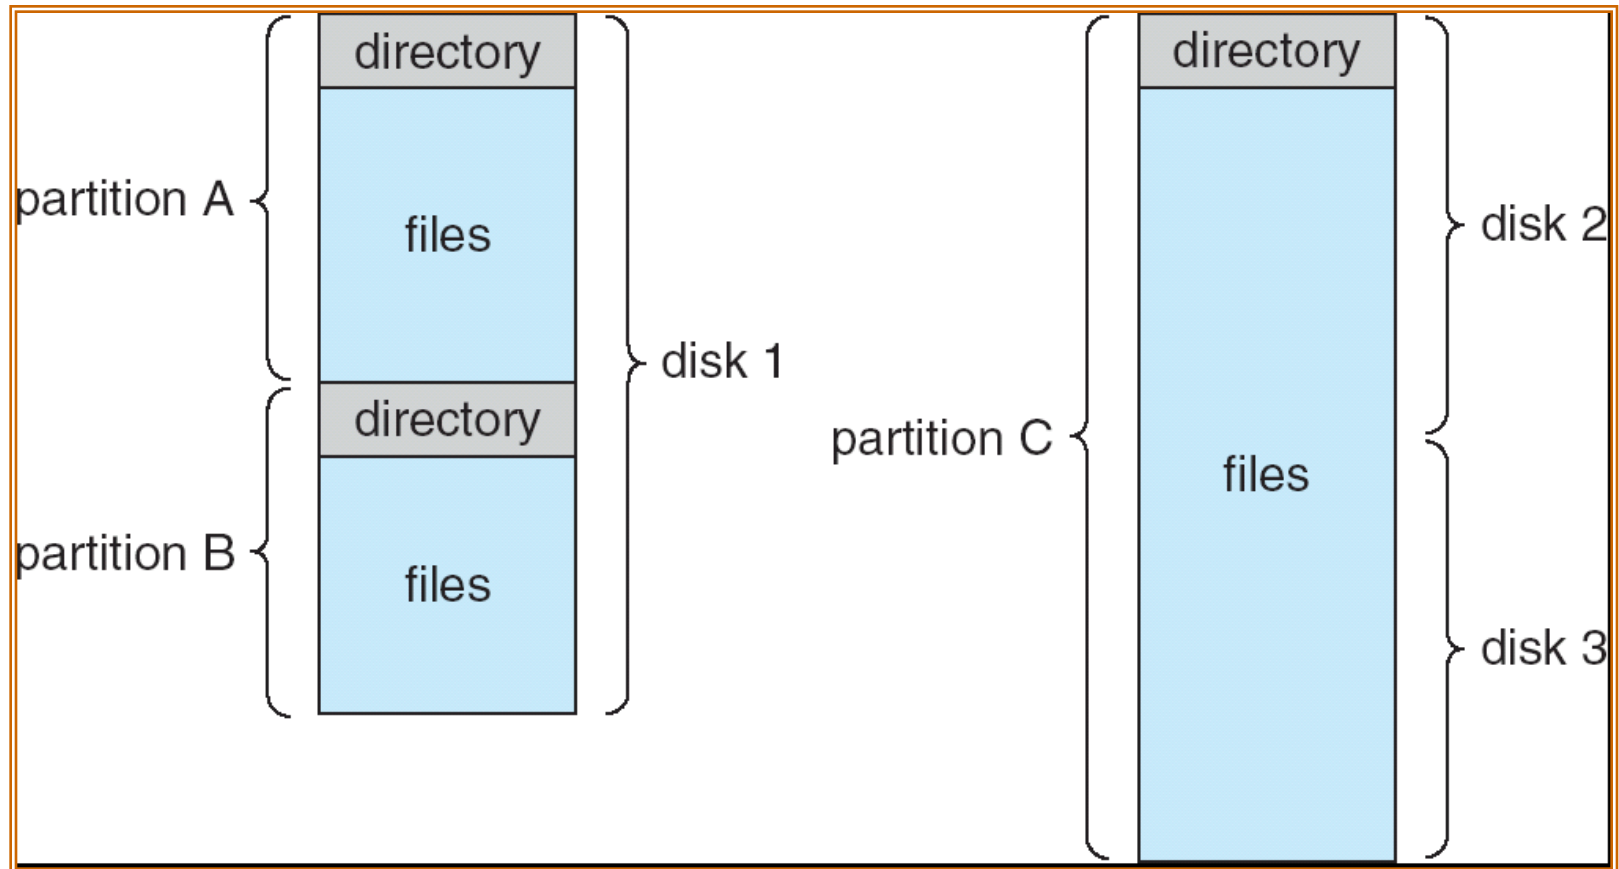 directory
partition A
files
disk 1
directory
partition B
files
directory
disk 2
partition C
files
disk 3